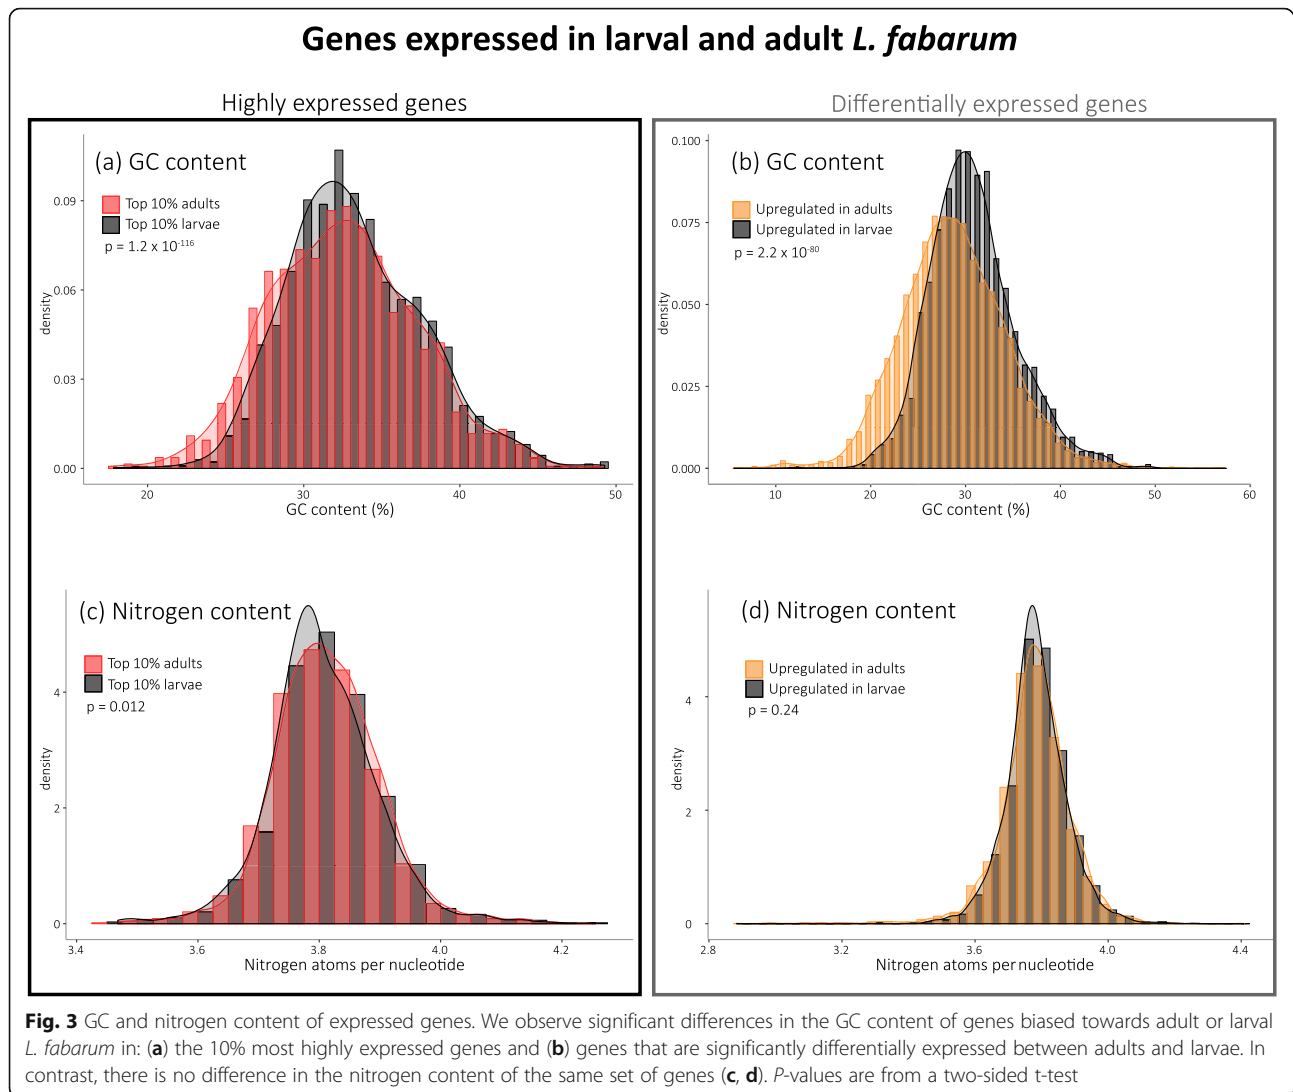 Genes expressed in larval and adult L. fabarum
Highly expressed genes
Differentially expressed genes
(a) GC content
Top 10% adults
Top 10% larvae
p = 1.2 x 10-116
0.09
0.06
0.03
0.00
density
20
30
40
50
GC content (%)
(b) GC content
Upregulated in adults
Upregulated in larvae
p = 2.2 x 10-80
0.100
0.075
0.050
0.025
0.000
density
10
20
30
40
50
60
GC content (%)
(c) Nitrogen content
Top 10% adults
Top 10% larvae
p = 0.012
4
2
0
density
3.4
3.6
3.8
4.0
4.2
Nitrogen atoms per nucleotide
(d) Nitrogen content
Upregulated in adults
Upregulated in larvae
p = 0.24
4
2
0
density
2.8
3.2
3.6
4.0
4.4
Nitrogen atoms per nucleotide
Fig. 3 GC and nitrogen content of expressed genes. We observe significant differences in the GC content of genes biased towards adult or larval
L. fabarum in: (a) the 10% most highly expressed genes and (b) genes that are significantly differentially expressed between adults and larvae. In
contrast, there is no difference in the nitrogen content of the same set of genes (c, d). P-values are from a two-sided t-test